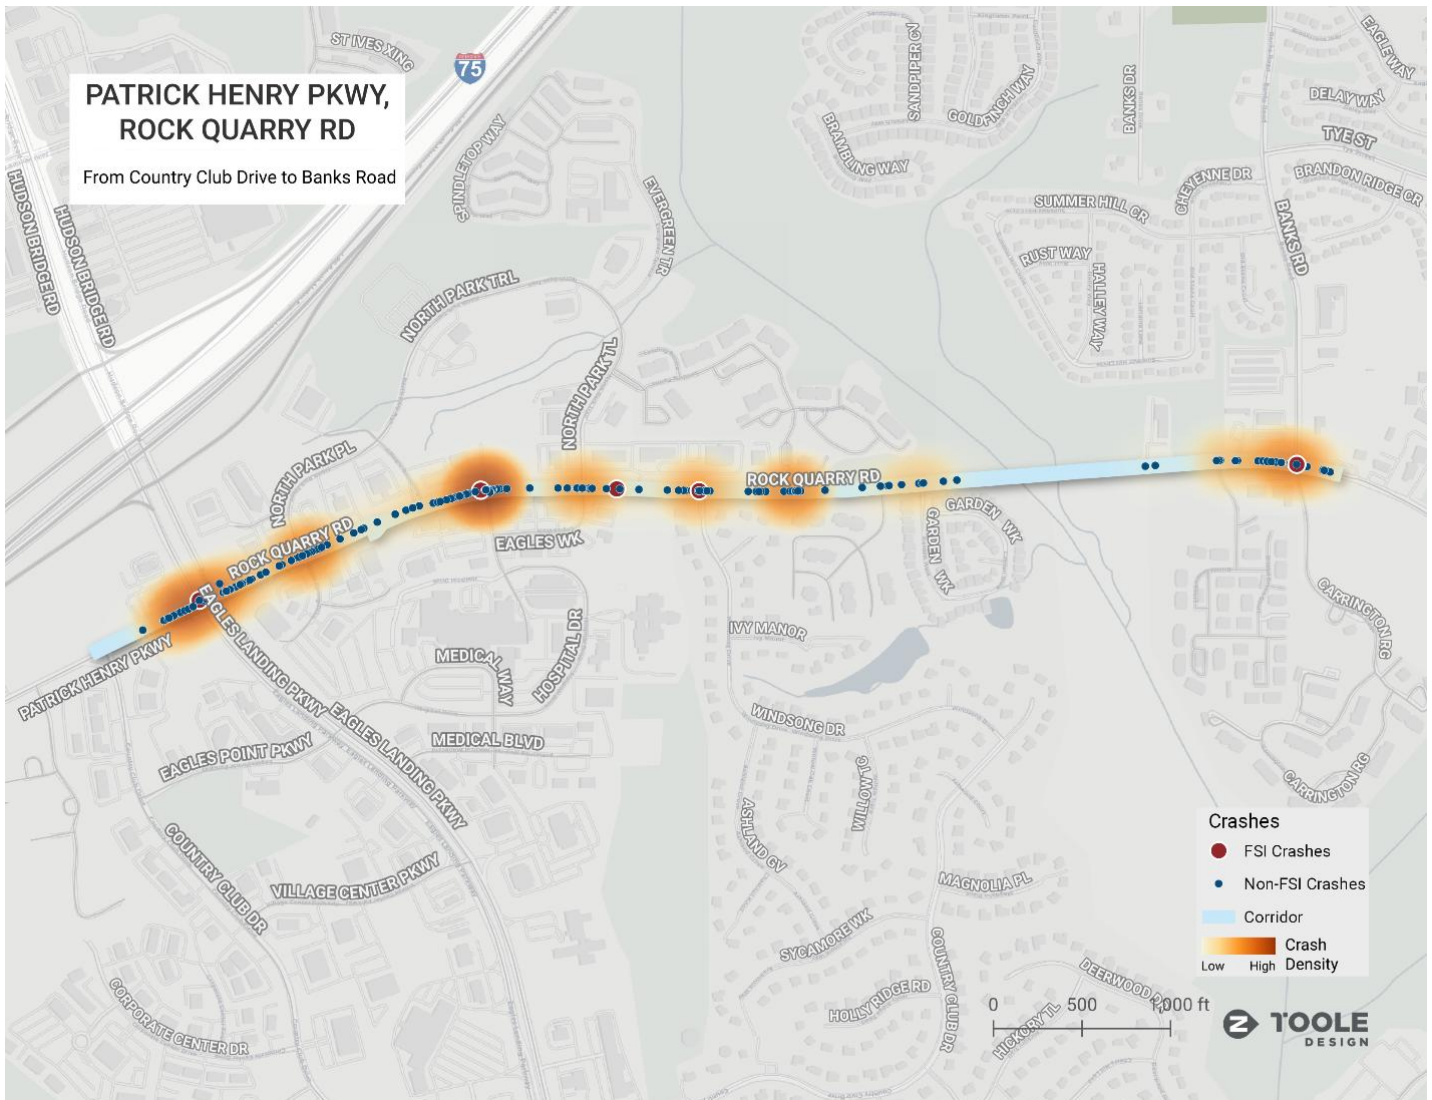 PATRICK HENRY PKWY,
ROCK QUARRY RD
From Country Club Drive to Banks Road
ST IVES XING
75
HUDSON BRIDGE RD
HUDSON BRIDGE RD
SPINDLETOP WAY
EVERGREEN TR
SANDPIPER CV
GOLDFINCH WAY
BRAMBLING WAY
BANKS DR
EAGLE WAY
DELAY WAY
TYE ST
BRANDON RIDGE CR
CHEYENNE DR
SUMMER HILL CR
RUST WAY
HALLEY WAY
BANKS RD
NORTH PARK TRL
NORTH PARK TL
NORTH PARK PL
ROCK QUARRY RD
ROCK QUARRY RD
EAGLES WK
GARDEN WK
GARDEN WK
PATRICK HENRY PKWY
EAGLES LANDING PKWY
EAGLES LANDING PKWY
HOSPITAL DR
MEDICAL WAY
MEDICAL BLVD
IVY MANOR
WINDSONG DR
WILLOW TC
ASHLAND GV
CARRINGTON RG
CARRINGTON RG
EAGLES POINT PKWY
COUNTRY CLUB DR
VILLAGE CENTER PKWY
CORPORATE CENTER DR
MAGNOLIA PL
SYCAMORE WK
HOLLY RIDGE RD
COUNTRY CLUB DR
HICKORY TL
DEERWOOD DR
Crashes
FSI Crashes
Non-FSI Crashes
Corridor
Crash
Density
Low High
0 500 1,000 ft
TOOLE
DESIGN